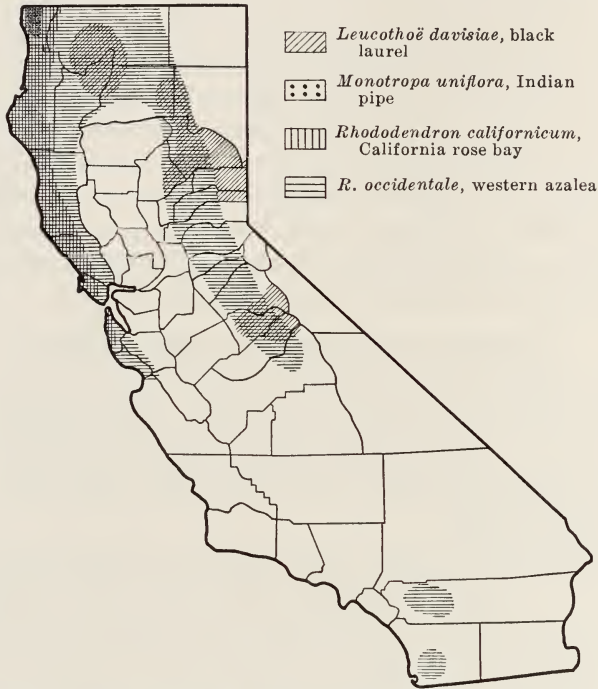 Leucothoë davisiae, black
laurel
Monotropa uniflora, Indian
pipe
Rhododendron californicum,
California rose bay
R. occidentale, western azalea